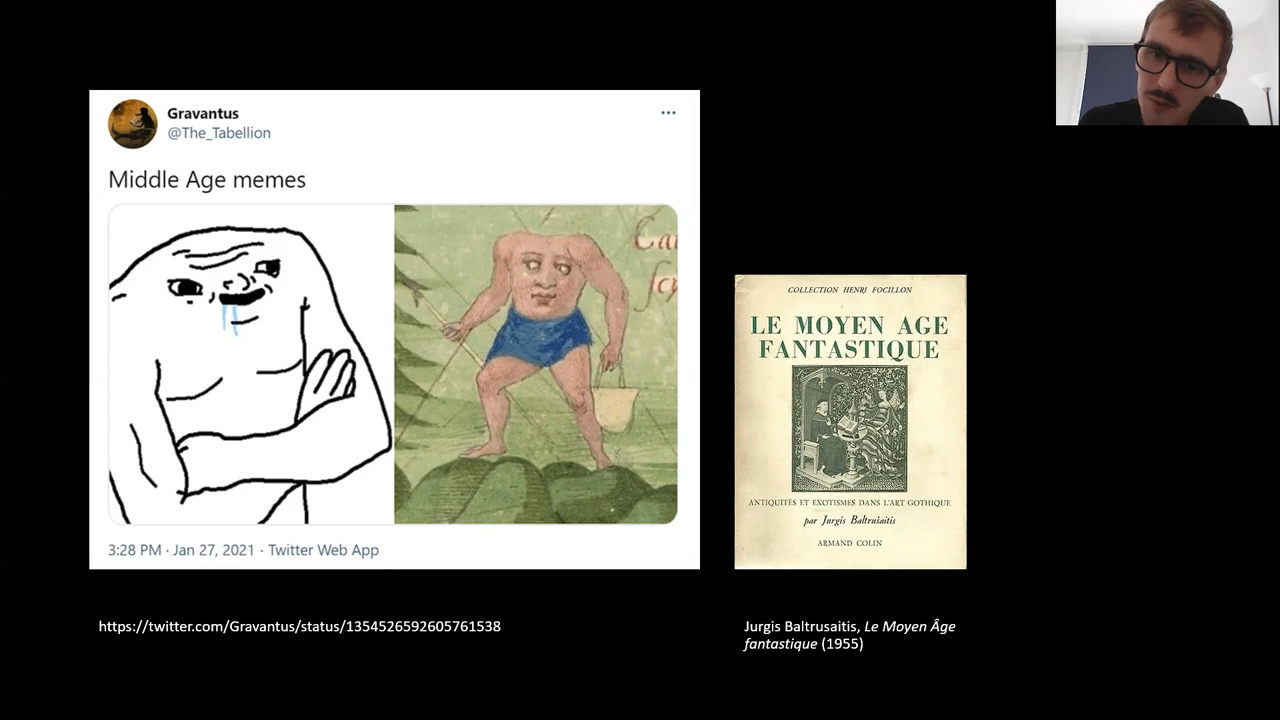 Gravantus
@The_Tabellion
Middle Age memes
3:28 PM · Jan 27, 2021 · Twitter Web App
https://twitter.com/Gravantus/status/1354526592605761538
COLLECTION HENRI FOCILLON
LE MOYEN AGE
FANTASTIQUE
ANTIQUITÉS ET EXOTISMES DANS L'ART GOTHIQUE
par Jurgis Baltrušaitis
ARMAND COLIN
Jurgis Baltrusaitis, Le Moyen Âge
fantastique (1955)